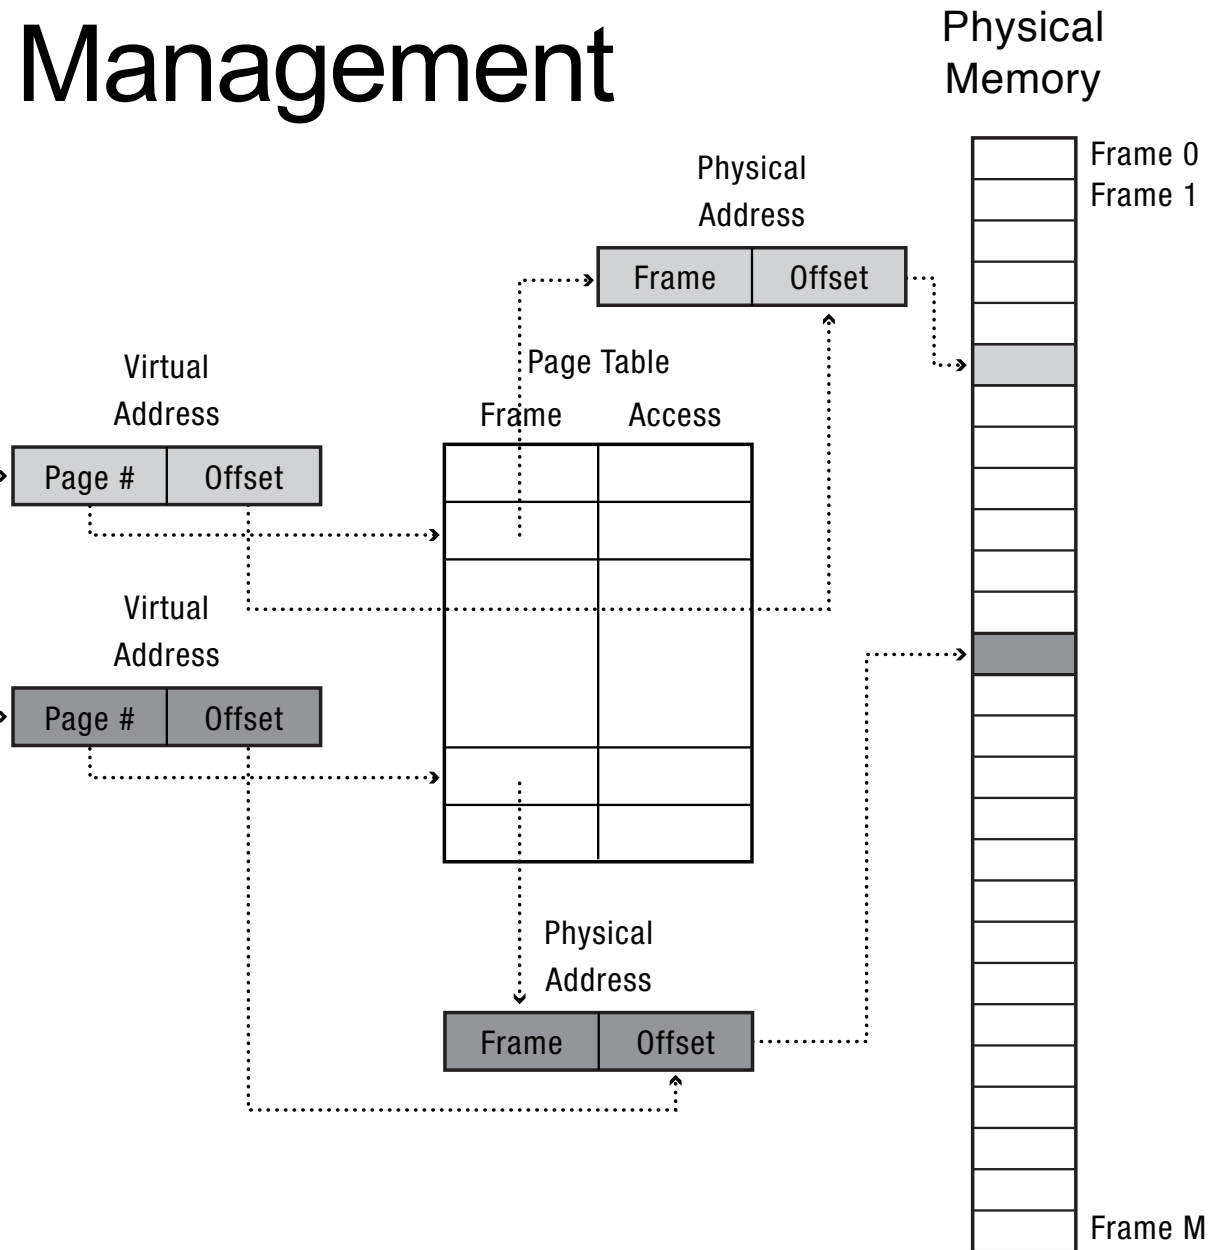 Management
Physical
Memory
Frame 0
Frame 1
Physical
Address
Frame Offset
Virtual
Address
Page # Offset
Page Table
Frame Access
Virtual
Address
Page # Offset
Physical
Address
Frame Offset
Frame M